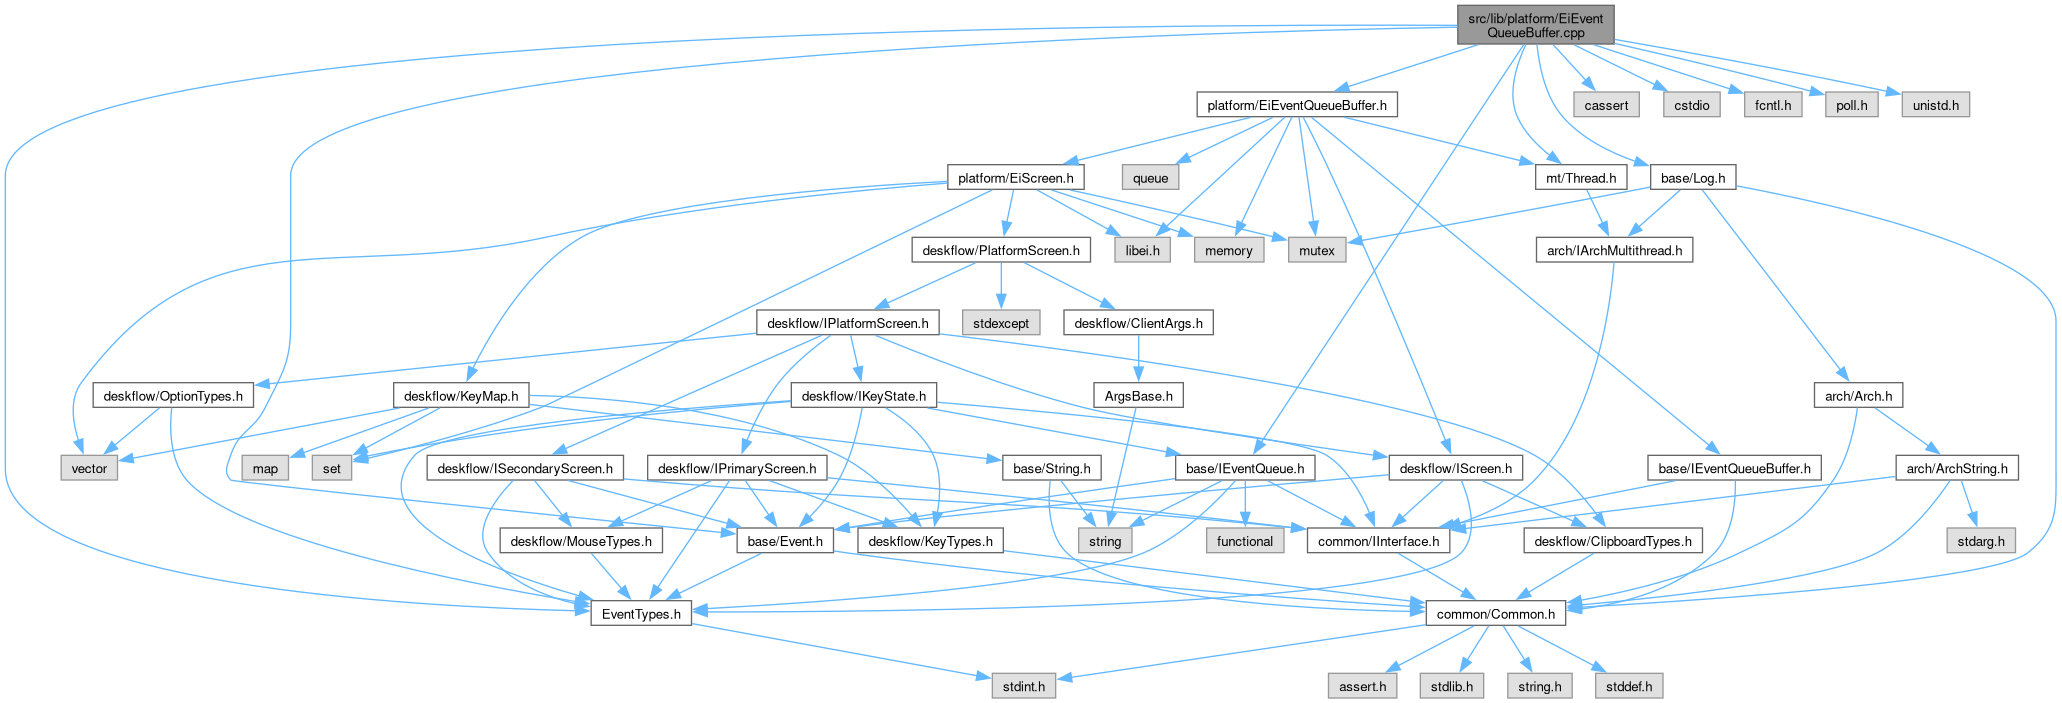 src/lib/platform/EiEvent
QueueBuffer.cpp
platform/EiEventQueueBuffer.h
cassert
cstdio
fcntl.h
poll.h
unistd.h
platform/EiScreen.h
queue
mt/Thread.h
base/Log.h
deskflow/PlatformScreen.h
libei.h
memory
mutex
arch/IArchMultithread.h
deskflow/IPlatformScreen.h
stdexcept
deskflow/ClientArgs.h
deskflow/OptionTypes.h
deskflow/KeyMap.h
deskflow/IKeyState.h
ArgsBase.h
arch/Arch.h
vector
map
set
deskflow/ISecondaryScreen.h
deskflow/IPrimaryScreen.h
base/String.h
base/IEventQueue.h
deskflow/IScreen.h
base/IEventQueueBuffer.h
arch/ArchString.h
deskflow/MouseTypes.h
base/Event.h
deskflow/KeyTypes.h
string
functional
common/IInterface.h
deskflow/ClipboardTypes.h
stdarg.h
EventTypes.h
common/Common.h
stdint.h
assert.h
stdlib.h
string.h
stddef.h